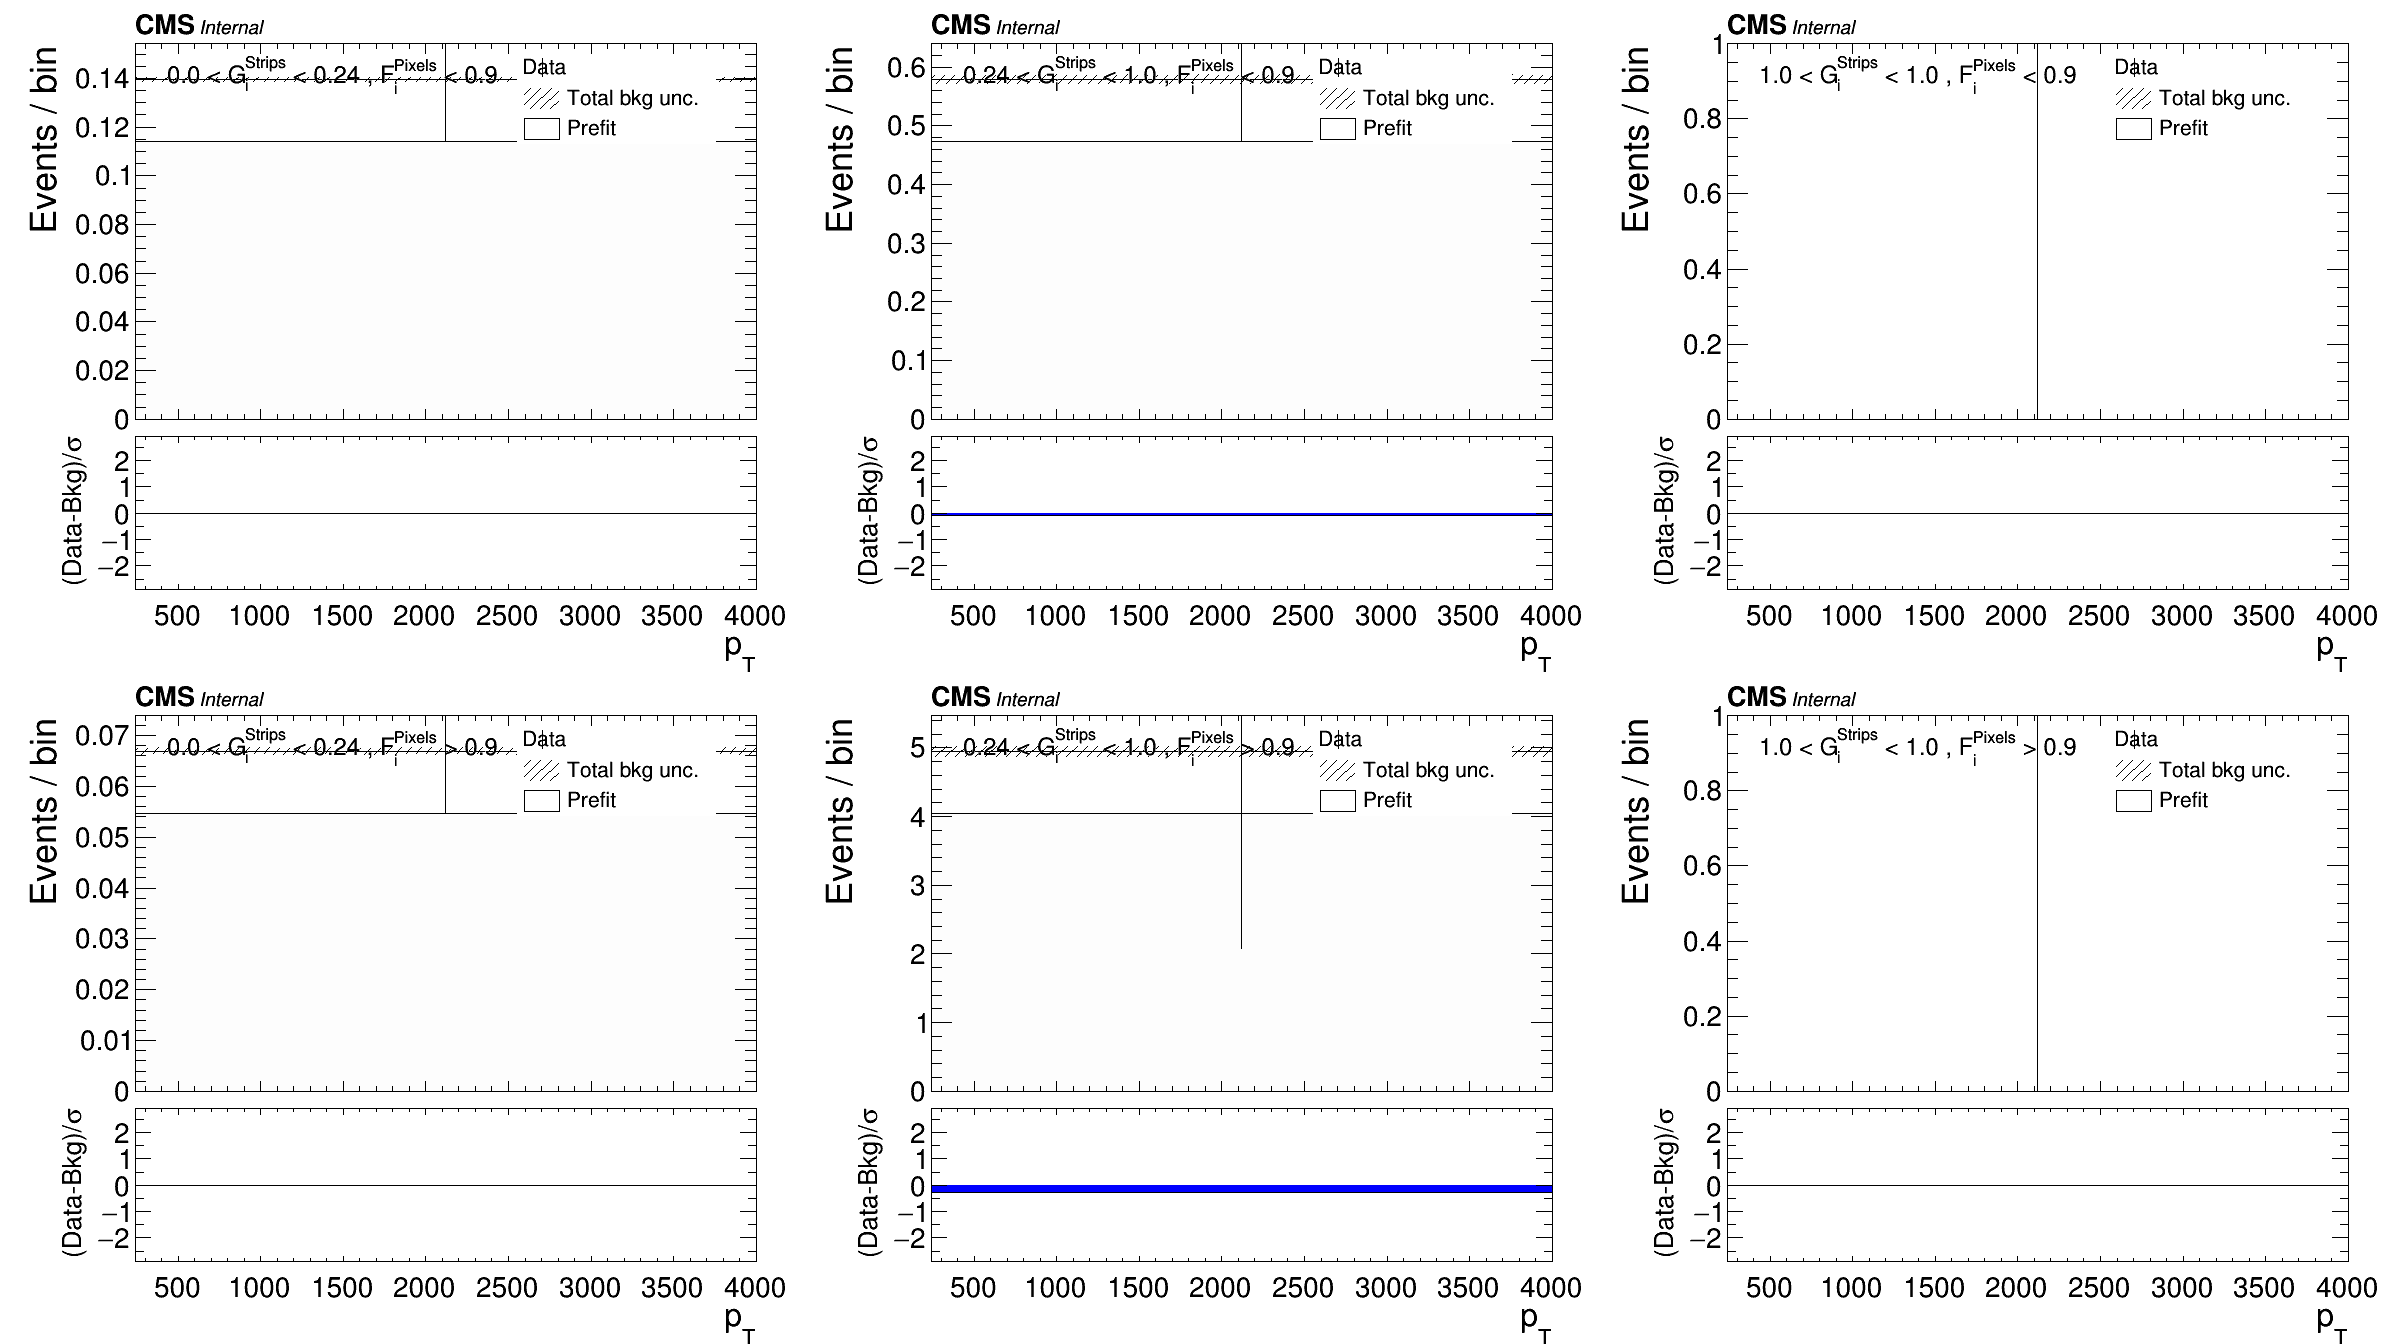 CMS Internal
Events / bin
0.0 < G_i^Strips < 0.24 , F_i^Pixels < 0.9
Data
Total bkg unc.
Prefit
0.14
0.12
0.1
0.08
0.06
0.04
0.02
0
(Data-Bkg)/σ
2
1
0
−1
−2
500 1000 1500 2000 2500 3000 3500 4000
p_T
CMS Internal
Events / bin
0.24 < G_i^Strips < 1.0 , F_i^Pixels < 0.9
Data
Total bkg unc.
Prefit
0.6
0.5
0.4
0.3
0.2
0.1
0
(Data-Bkg)/σ
2
1
0
−1
−2
500 1000 1500 2000 2500 3000 3500 4000
p_T
CMS Internal
Events / bin
1.0 < G_i^Strips < 1.0 , F_i^Pixels < 0.9
Data
Total bkg unc.
Prefit
1
0.8
0.6
0.4
0.2
0
(Data-Bkg)/σ
2
1
0
−1
−2
500 1000 1500 2000 2500 3000 3500 4000
p_T
CMS Internal
Events / bin
0.0 < G_i^Strips < 0.24 , F_i^Pixels > 0.9
Data
Total bkg unc.
Prefit
0.07
0.06
0.05
0.04
0.03
0.02
0.01
0
(Data-Bkg)/σ
2
1
0
−1
−2
500 1000 1500 2000 2500 3000 3500 4000
p_T
CMS Internal
Events / bin
0.24 < G_i^Strips < 1.0 , F_i^Pixels > 0.9
Data
Total bkg unc.
Prefit
5
4
3
2
1
0
(Data-Bkg)/σ
2
1
0
−1
−2
500 1000 1500 2000 2500 3000 3500 4000
p_T
CMS Internal
Events / bin
1.0 < G_i^Strips < 1.0 , F_i^Pixels > 0.9
Data
Total bkg unc.
Prefit
1
0.8
0.6
0.4
0.2
0
(Data-Bkg)/σ
2
1
0
−1
−2
500 1000 1500 2000 2500 3000 3500 4000
p_T